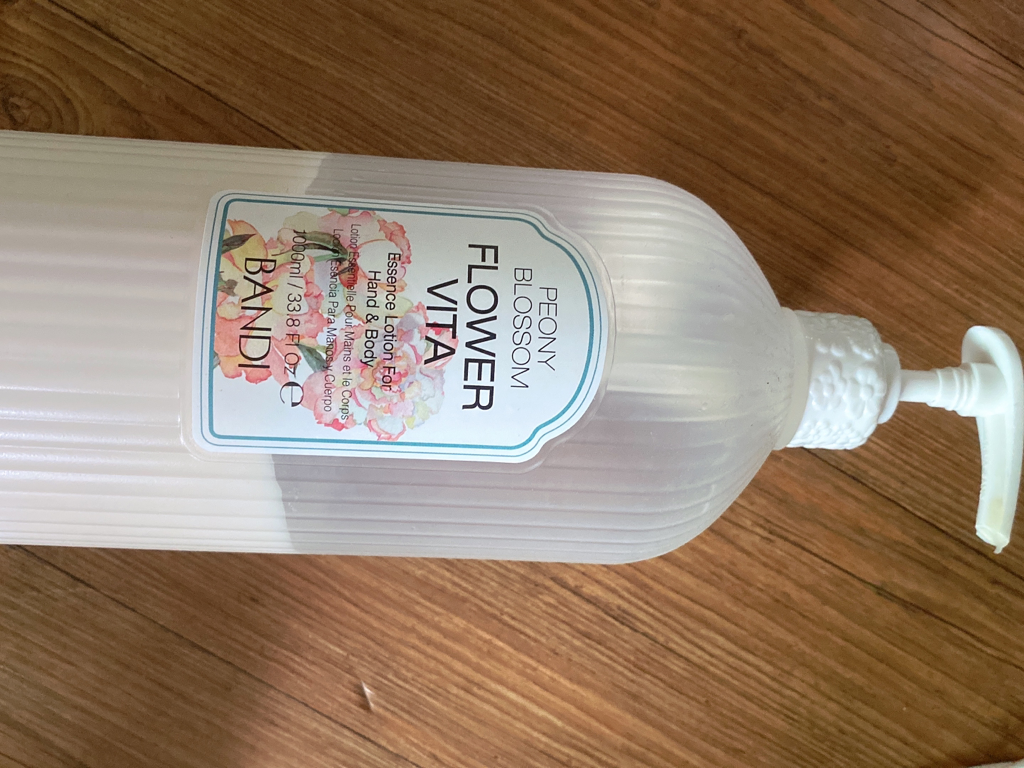 PEONY
BLOSSOM
FLOWER
VITA
Essence Lotion For
Hand & Body
Lotion Essentielle Pour Mains et le Corps
Loción Esencia Para Manos y Cuerpo
1000ml / 33.8 Fl Oz ℮
BANDI